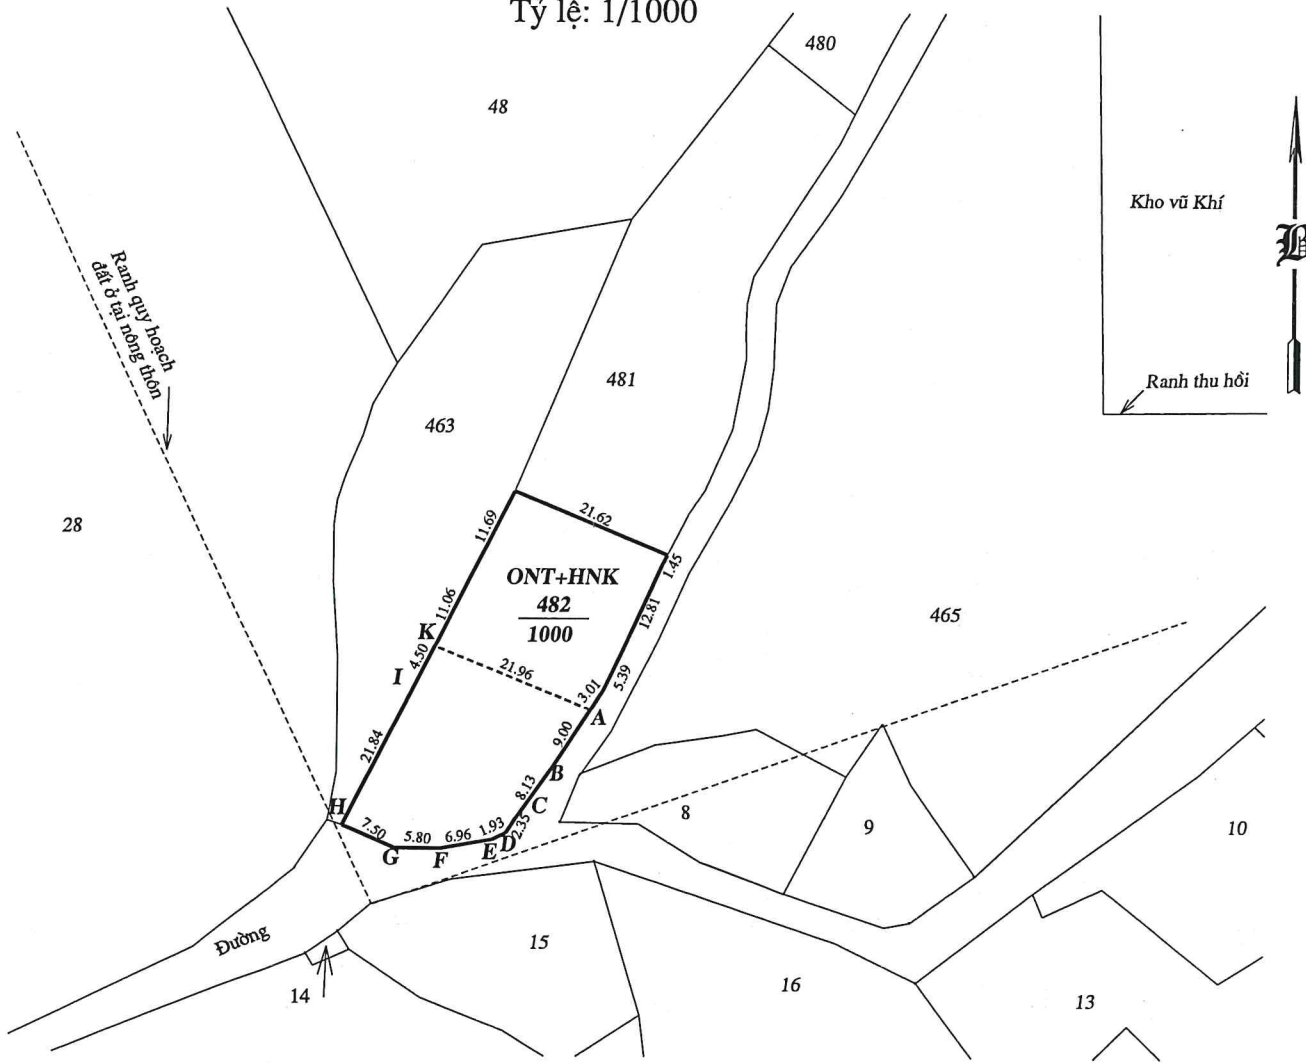 Tỷ lệ: 1/1000
480
48
Kho vũ Khí
B
Ranh quy hoạch
đất ở tại nông thôn
Ranh thu hồi
481
463
28
11.69
21.62
1.45
ONT+HNK
482
1000
11.06
12.81
465
K
4.50
I
21.96
5.39
3.01
A
9.00
21.84
B
8.13
C
H
7.50
5.80
6.96
1.93
2.35
G
F
E
D
8
9
10
Đường
15
14
16
13